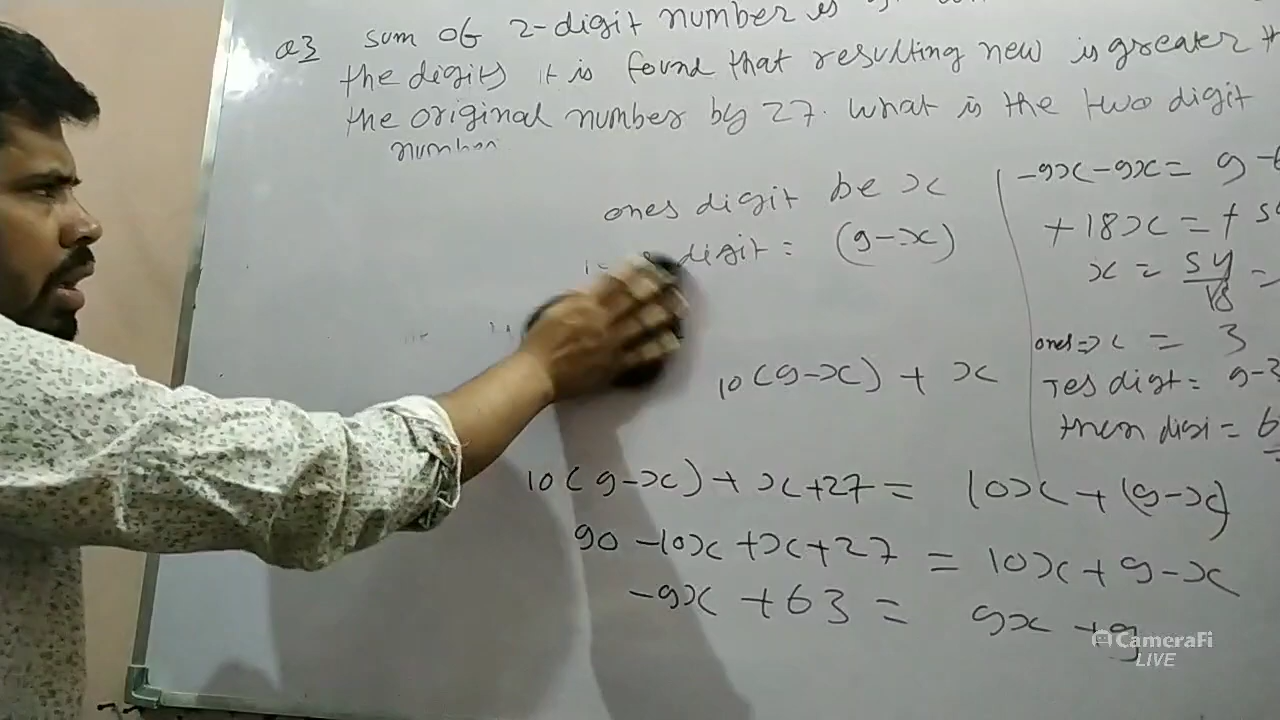 Q3 sum of 2-digit number is
the digits it is found that resulting new is greater
the original number by 27. What is the two digit
number
ones digit be x
digit = (9-x)
10(9-x) + x
10(9-x) + x+27 = 10x + (9-x)
90 -10x +x+27 = 10x + 9-x
-9x +63 = 9x +9
-9x-9x = 9
+18x = +
x = 54/18 =
ones=> x = 3
Tes digt = 9-3
then digi = 6
CameraFi
LIVE